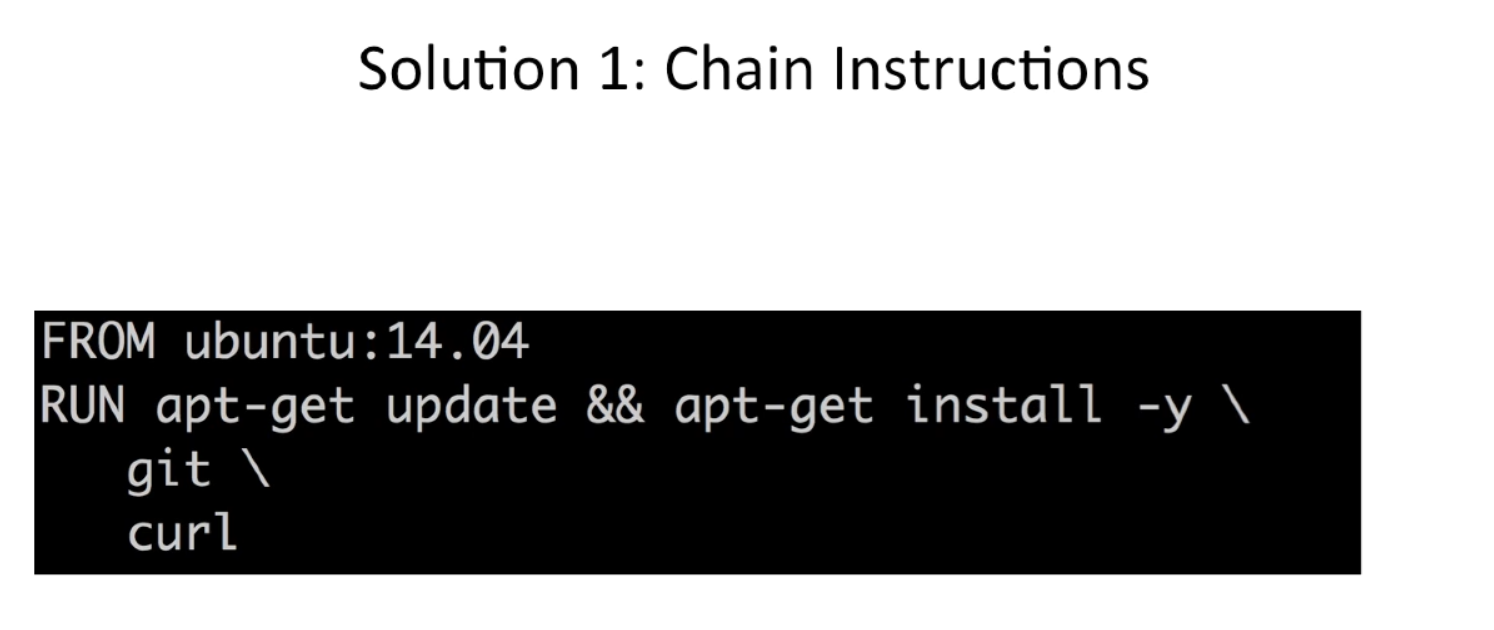 Solution 1: Chain Instructions
FROM ubuntu:14.04
RUN apt-get update && apt-get install -y \
git \
curl